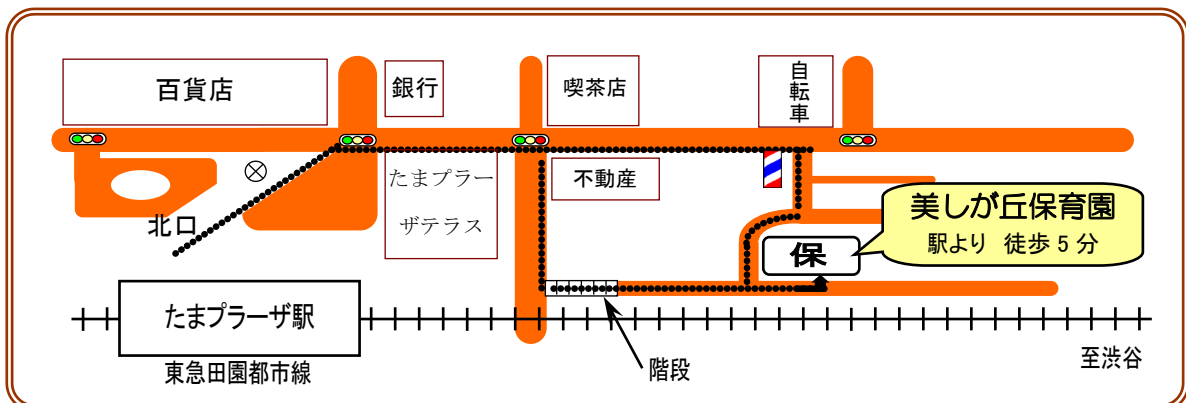 百貨店
銀行
喫茶店
自転車
たまプラー
ザテラス
不動産
北口
美しが丘保育園
駅より 徒歩5分
保
たまプラーザ駅
東急田園都市線
階段
至渋谷